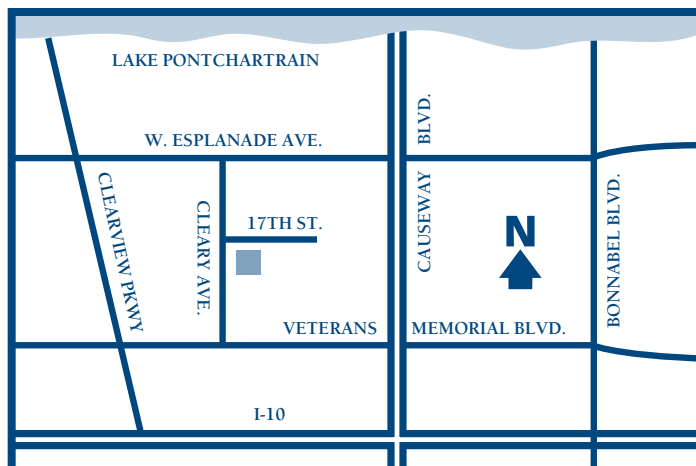 LAKE PONTCHARTRAIN
BLVD.
W. ESPLANADE AVE.
CLEARVIEW PKWY
CLEARY AVE.
17TH ST.
CAUSEWAY
N
BONNABEL BLVD.
VETERANS
MEMORIAL BLVD.
I-10